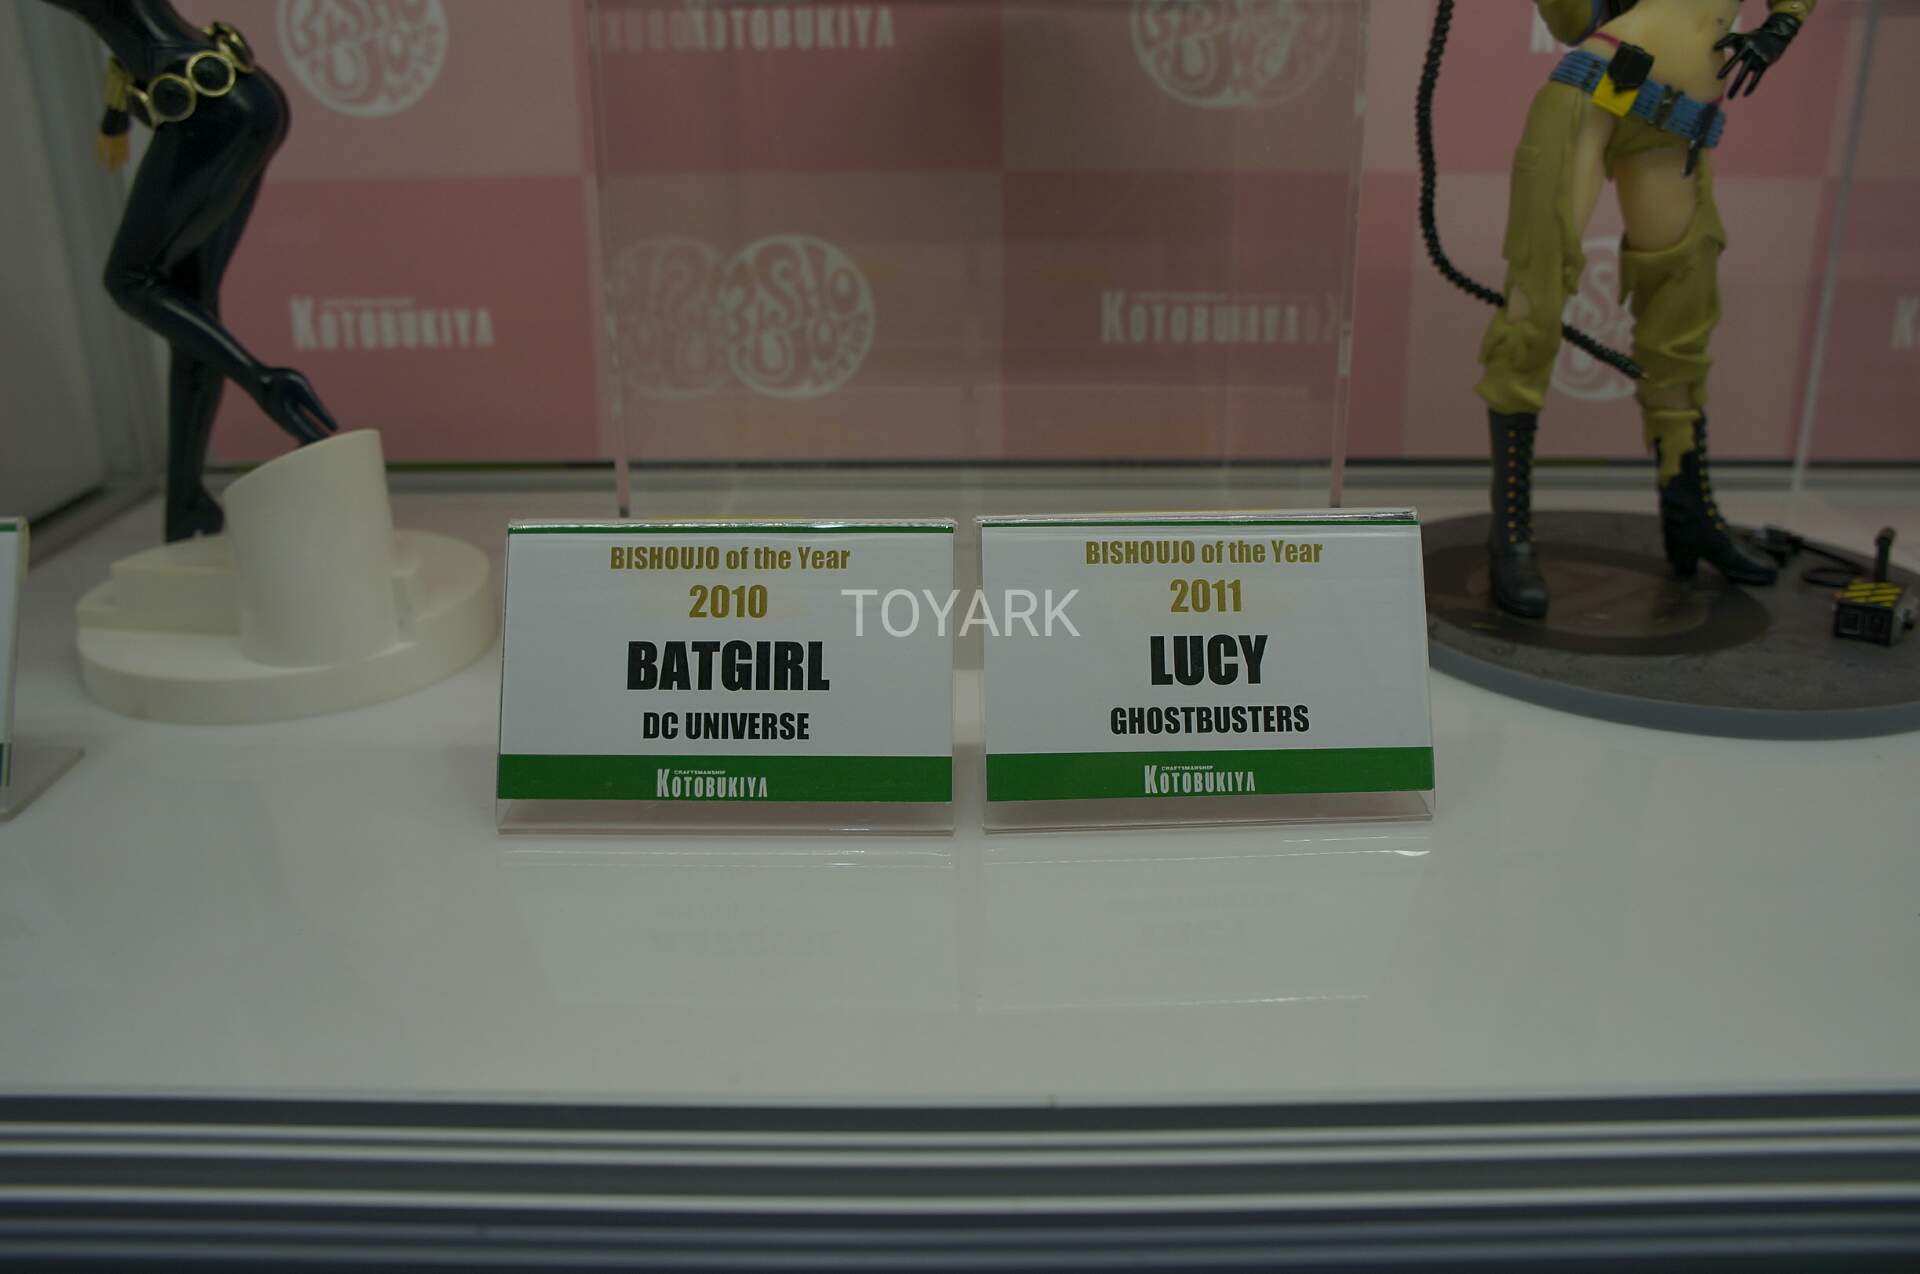 KOTOBUKIYA
KOTOBUKIYA
KOTOBUKIYA
BISHOUJO of the Year
2010
BATGIRL
DC UNIVERSE
CRAFTSMANSHIP
KOTOBUKIYA
BISHOUJO of the Year
2011
LUCY
GHOSTBUSTERS
CRAFTSMANSHIP
KOTOBUKIYA
TOYARK